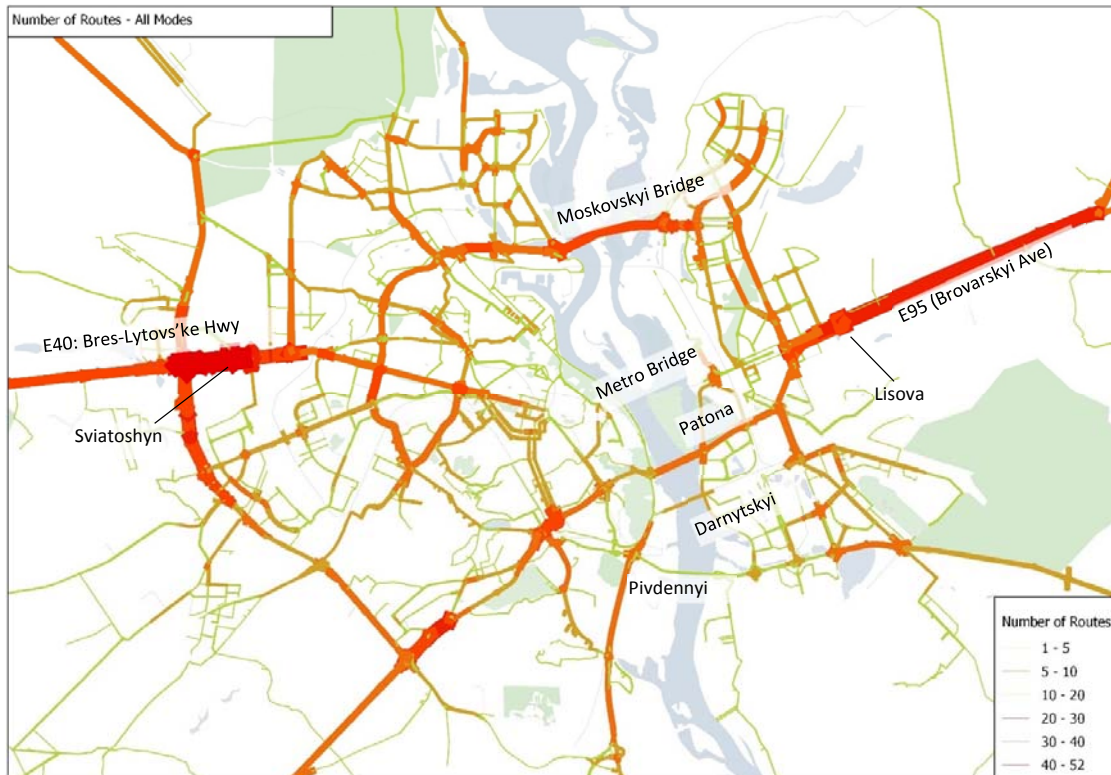 Number of Routes - All Modes
Moskovskyi Bridge
E95 (Brovarskyi Ave)
E40: Bres-Lytovs'ke Hwy
Metro Bridge
Lisova
Sviatoshyn
Patona
Darnytskyi
Pivdennyi
Number of Routes
1 - 5
5 - 10
10 - 20
20 - 30
30 - 40
40 - 52